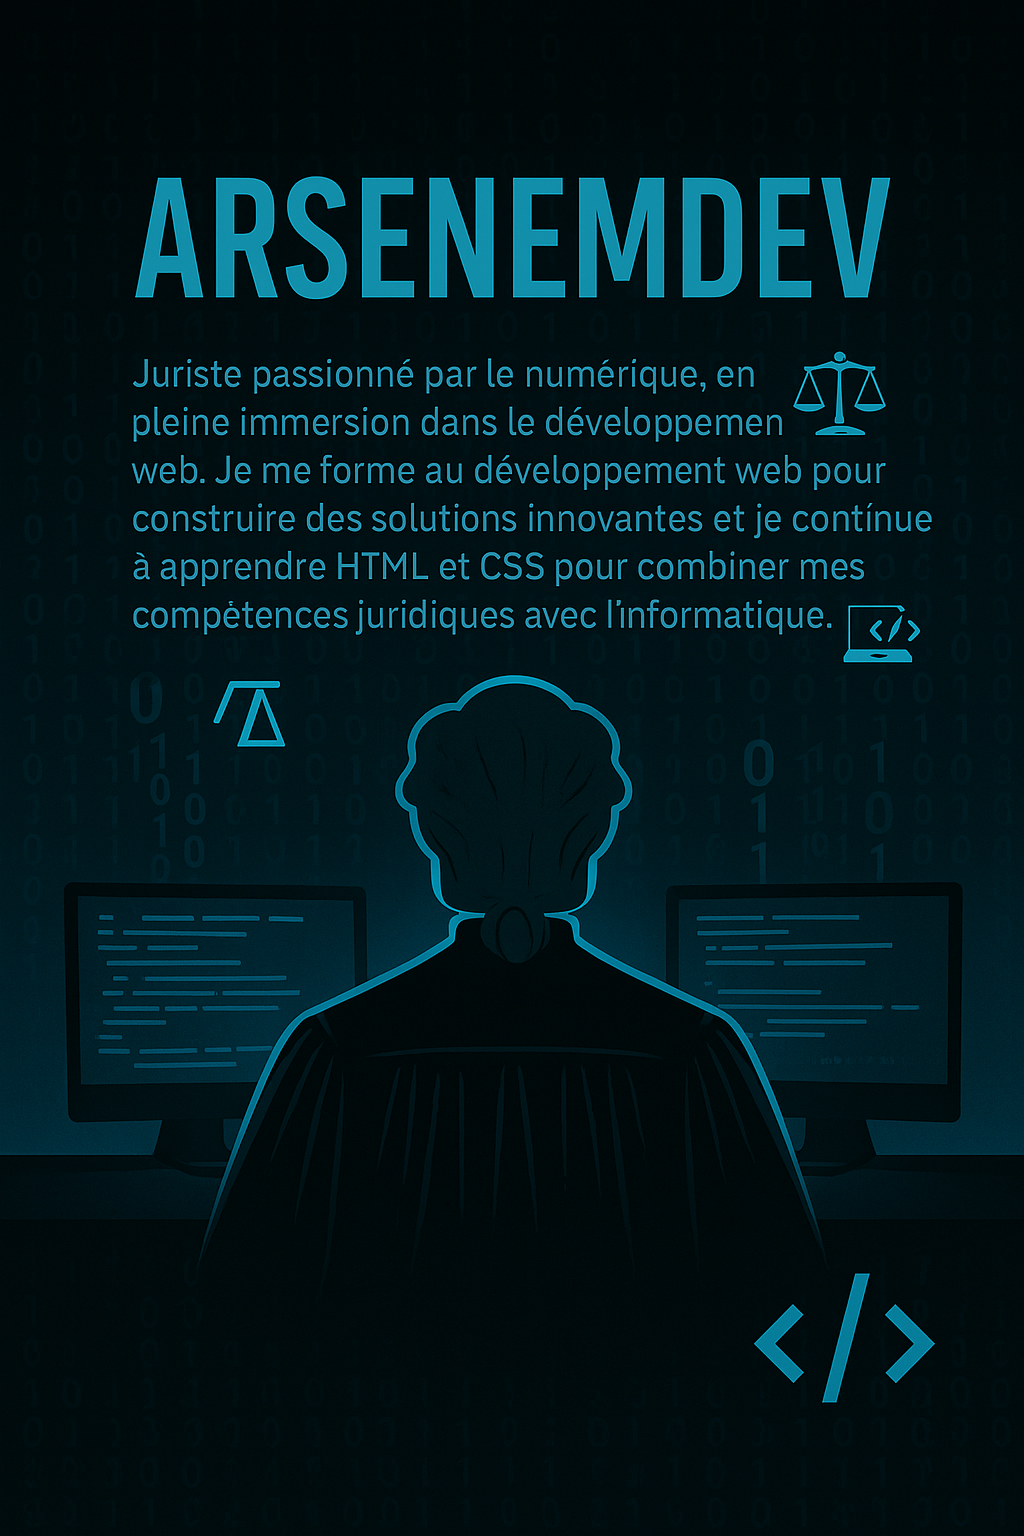 ARSENEMDEV
Juriste passionné par le numérique, en
pleine immersion dans le développemen
web. Je me forme au développement web pour
construire des solutions innovantes et je contínue
à apprendre HTML et CSS pour combiner mes
compėtences juridiques avec l'informatique.
</>
</>